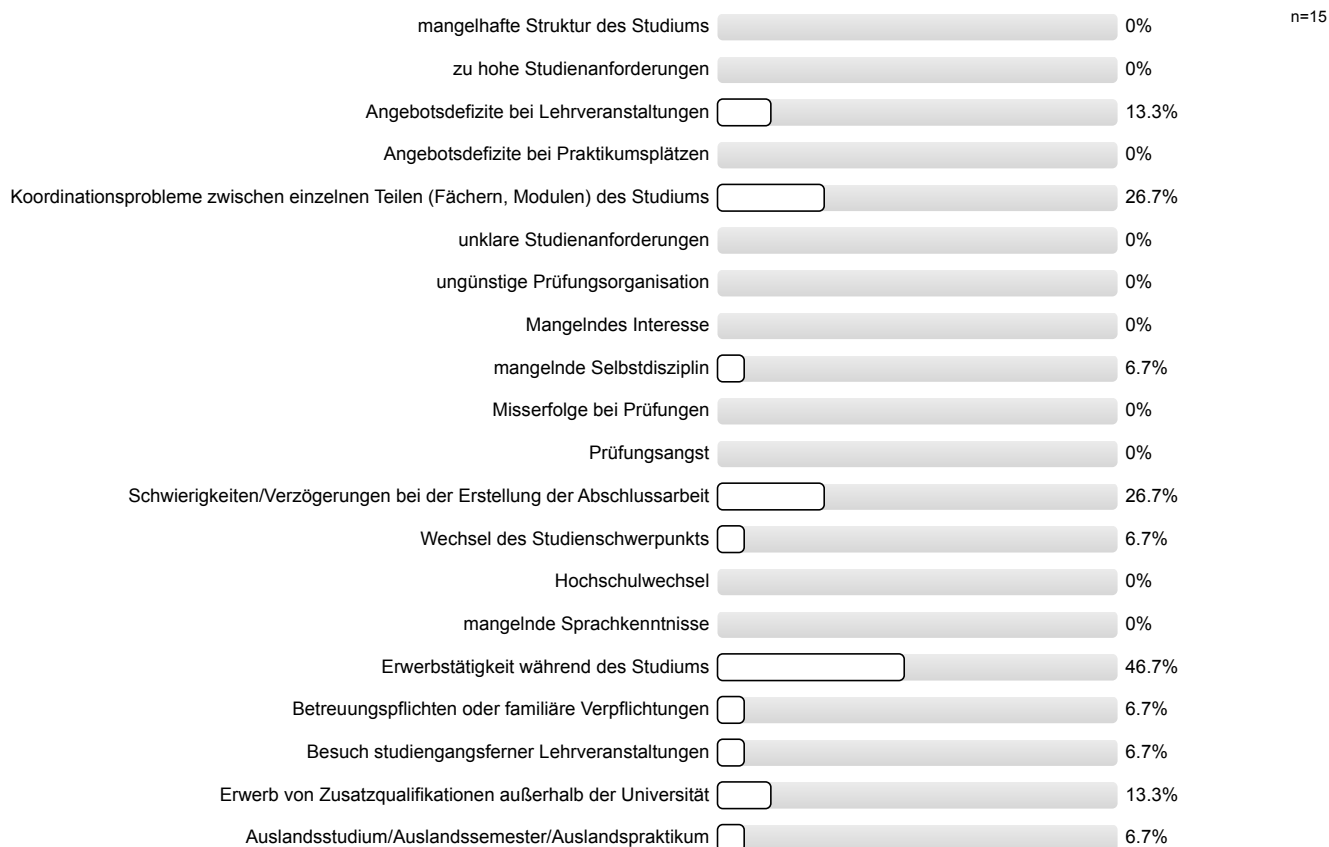 n=15
mangelhafte Struktur des Studiums 0%
zu hohe Studienanforderungen 0%
Angebotsdefizite bei Lehrveranstaltungen 13.3%
Angebotsdefizite bei Praktikumsplätzen 0%
Koordinationsprobleme zwischen einzelnen Teilen (Fächern, Modulen) des Studiums 26.7%
unklare Studienanforderungen 0%
ungünstige Prüfungsorganisation 0%
Mangelndes Interesse 0%
mangelnde Selbstdisziplin 6.7%
Misserfolge bei Prüfungen 0%
Prüfungsangst 0%
Schwierigkeiten/Verzögerungen bei der Erstellung der Abschlussarbeit 26.7%
Wechsel des Studienschwerpunkts 6.7%
Hochschulwechsel 0%
mangelnde Sprachkenntnisse 0%
Erwerbstätigkeit während des Studiums 46.7%
Betreuungspflichten oder familiäre Verpflichtungen 6.7%
Besuch studiengangsferner Lehrveranstaltungen 6.7%
Erwerb von Zusatzqualifikationen außerhalb der Universität 13.3%
Auslandsstudium/Auslandssemester/Auslandspraktikum 6.7%